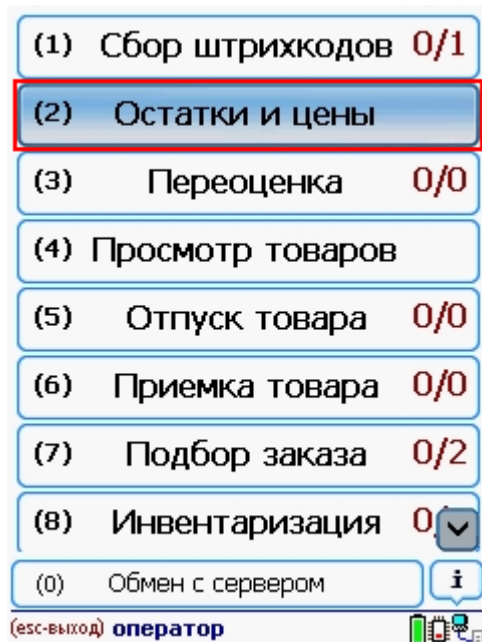 (1) Сбор штрихкодов 0/1
(2) Остатки и цены
(3) Переоценка 0/0
(4) Просмотр товаров
(5) Отпуск товара 0/0
(6) Приемка товара 0/0
(7) Подбор заказа 0/2
(8) Инвентаризация 0/
(0) Обмен с сервером i
(esc-выход) оператор